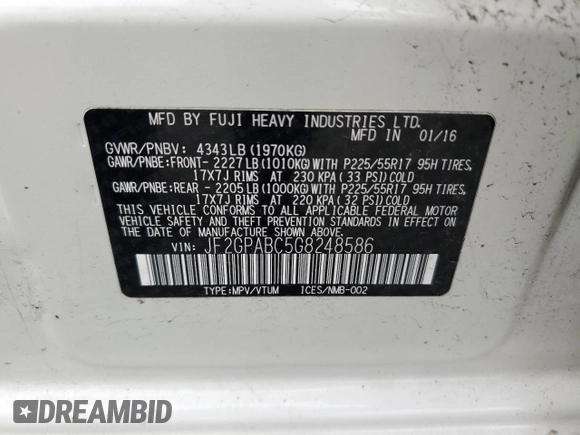 MFD BY FUJI HEAVY INDUSTRIES LTD.
MFD IN 01/16
GVWR/PNBV: 4343LB (1970KG)
GAWR/PNBE:FRONT- 2227LB(1010KG)WITH P225/55R17 95H TIRES,
17X7J RIMS AT 230 KPA ( 33 PSI)COLD
GAWR/PNBE:REAR - 2205LB(1000KG)WITH P225/55R17 95H TIRES,
17X7J RIMS AT 220 KPA ( 32 PSI)COLD
THIS VEHICLE CONFORMS TO ALL APPLICABLE FEDERAL MOTOR
VEHICLE SAFETY AND THEFT PREVENTION STANDARDS IN EFFECT ON
THE DATE OF MANUFACTURE SHOWN ABOVE.
VIN: JF2GPABC5G8248586
TYPE:MPV/VTUM ICES/NMB-002
DREAMBID